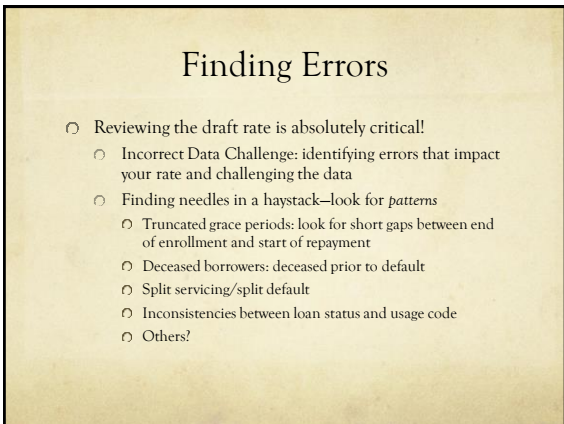 Finding Errors
Reviewing the draft rate is absolutely critical!
Incorrect Data Challenge: identifying errors that impact
your rate and challenging the data
Finding needles in a haystack—look for patterns
Truncated grace periods: look for short gaps between end
of enrollment and start of repayment
Deceased borrowers: deceased prior to default
Split servicing/split default
Inconsistencies between loan status and usage code
Others?